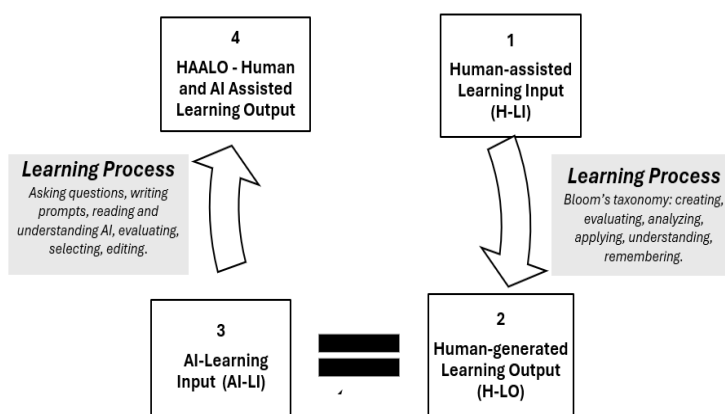 4
HAALO - Human
and AI Assisted
Learning Output
1
Human-assisted
Learning Input
(H-LI)
Learning Process
Asking questions, writing
prompts, reading and
understanding AI, evaluating,
selecting, editing.
Learning Process
Bloom's taxonomy: creating,
evaluating, analyzing,
applying, understanding,
remembering.
3
AI-Learning
Input (AI-LI)
2
Human-generated
Learning Output
(H-LO)